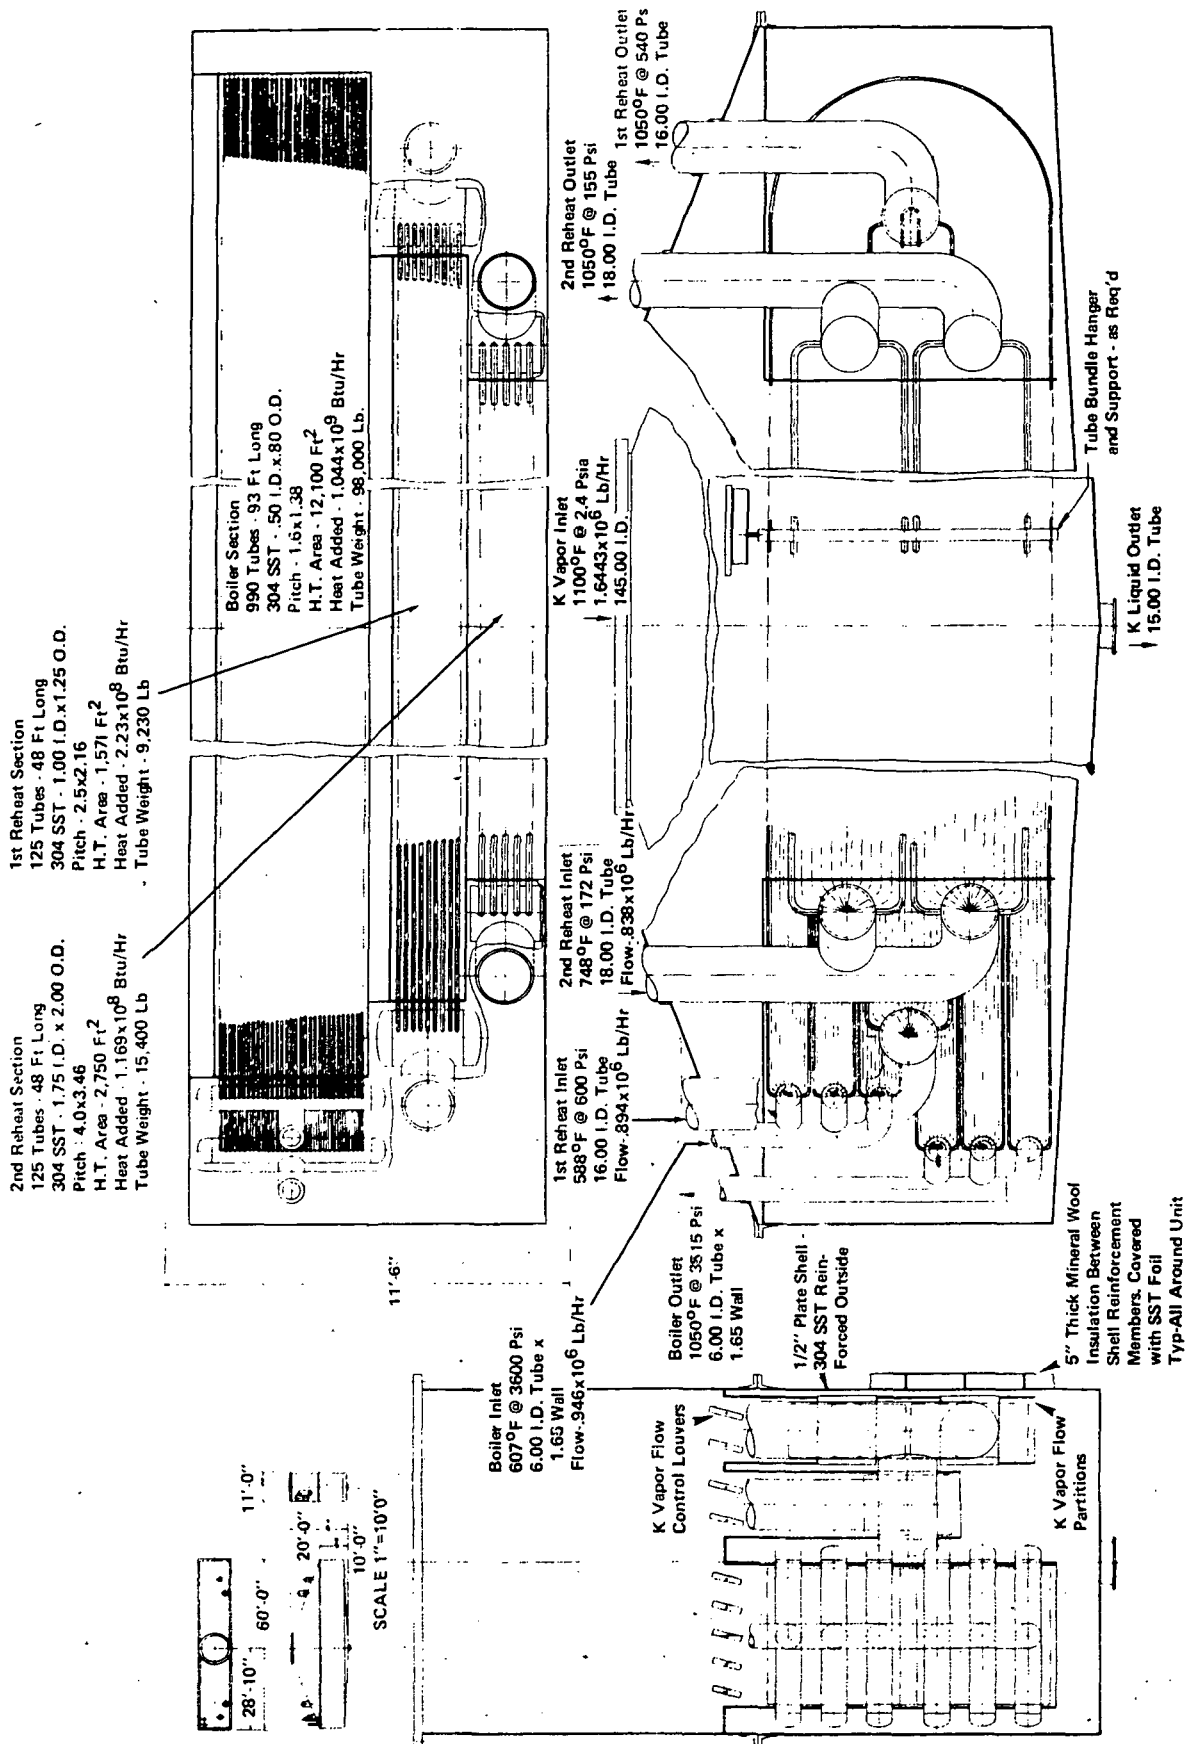 2nd Reheat Section
125 Tubes - 48 Ft Long
304 SST - 1.75 I.D. x 2.00 O.D.
Pitch - 4.0x3.46
H.T. Area - 2,750 Ft²
Heat Added - 1.169x10⁸ Btu/Hr
Tube Weight - 15,400 Lb
1st Reheat Section
125 Tubes - 48 Ft Long
304 SST - 1.00 I.D.x1.25 O.D.
Pitch - 2.5x2.16
H.T. Area - 1,571 Ft²
Heat Added - 2.23x10⁸ Btu/Hr
Tube Weight - 9,230 Lb
Boiler Section
990 Tubes - 93 Ft Long
304 SST - .50 I.D.x.80 O.D.
Pitch - 1.6x1.38
H.T. Area - 12,100 Ft²
Heat Added - 1.044x10⁹ Btu/Hr
Tube Weight - 98,000 Lb.
28'-10"
60'-0"
11'-0"
20'-0"
10'-0"
SCALE 1"=10'0"
11'-6"
Boiler Inlet
607°F @ 3600 Psi
6.00 I.D. Tube x
1.65 Wall
Flow-.946x10⁶ Lb/Hr
1st Reheat Inlet
588°F @ 600 Psi
16.00 I.D. Tube
Flow-.894x10⁶ Lb/Hr
2nd Reheat Inlet
748°F @ 172 Psi
18.00 I.D. Tube
Flow-.838x10⁶ Lb/Hr
K Vapor Inlet
1100°F @ 2.4 Psia
1.6443x10⁶ Lb/Hr
145.00 I.D.
2nd Reheat Outlet
1050°F @ 155 Psi
18.00 I.D. Tube
1st Reheat Outlet
1050°F @ 540 Ps
16.00 I.D. Tube
Boiler Outlet
1050°F @ 3515 Psi
6.00 I.D. Tube x
1.65 Wall
1/2" Plate Shell -
304 SST Rein-
Forced Outside
K Vapor Flow
Control Louvers
K Vapor Flow
Partitions
5" Thick Mineral Wool
Insulation Between
Shell Reinforcement
Members. Covered
with SST Foil
Typ-All Around Unit
K Liquid Outlet
15.00 I.D. Tube
Tube Bundle Hanger
and Support - as Req'd